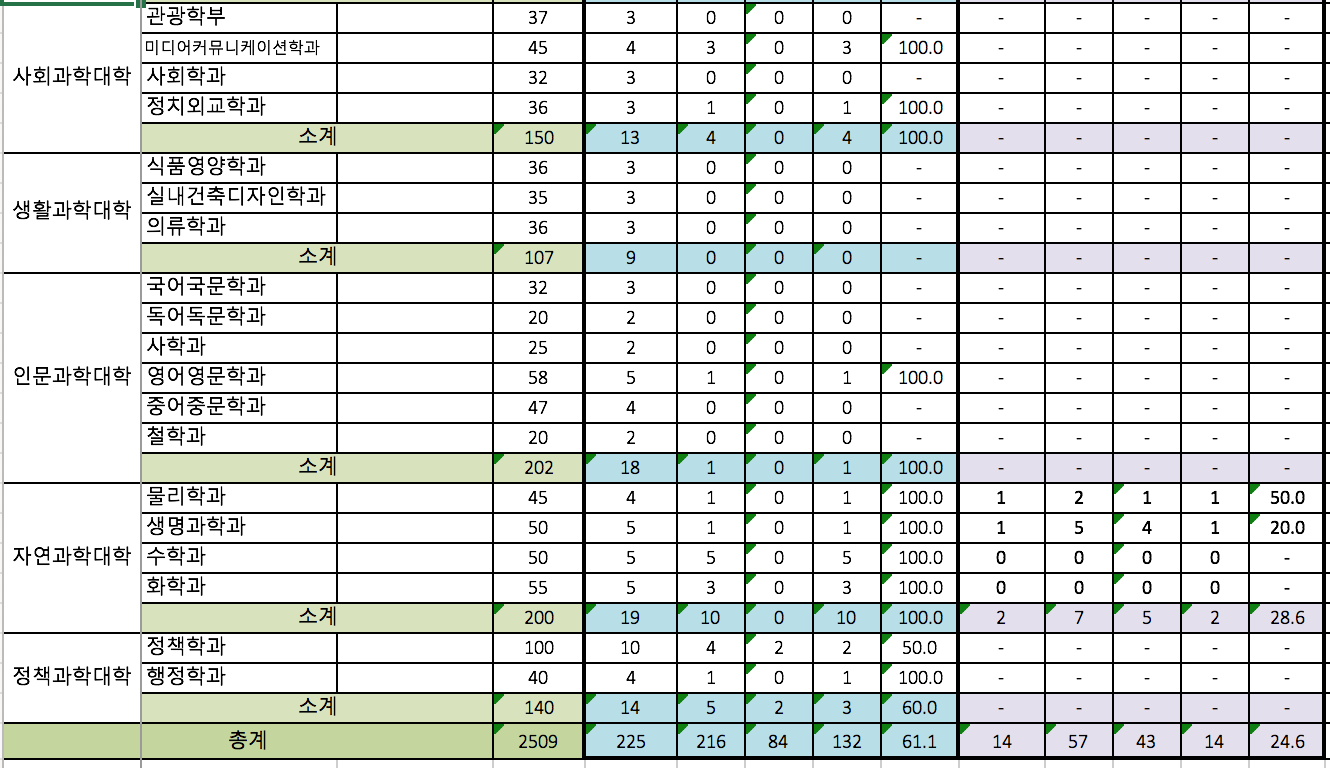 관광학부 37 3 0 0 0 - - - - - -
미디어커뮤니케이션학과 45 4 3 0 3 100.0 - - - - -
사회과학대학 사회학과 32 3 0 0 0 - - - - - -
정치외교학과 36 3 1 0 1 100.0 - - - - -
소계 150 13 4 0 4 100.0 - - - - -
식품영양학과 36 3 0 0 0 - - - - - -
생활과학대학 실내건축디자인학과 35 3 0 0 0 - - - - - -
의류학과 36 3 0 0 0 - - - - - -
소계 107 9 0 0 0 - - - - - -
국어국문학과 32 3 0 0 0 - - - - - -
독어독문학과 20 2 0 0 0 - - - - - -
사학과 25 2 0 0 0 - - - - - -
인문과학대학 영어영문학과 58 5 1 0 1 100.0 - - - - -
중어중문학과 47 4 0 0 0 - - - - - -
철학과 20 2 0 0 0 - - - - - -
소계 202 18 1 0 1 100.0 - - - - -
물리학과 45 4 1 0 1 100.0 1 2 1 1 50.0
생명과학과 50 5 1 0 1 100.0 1 5 4 1 20.0
자연과학대학 수학과 50 5 5 0 5 100.0 0 0 0 0 -
화학과 55 5 3 0 3 100.0 0 0 0 0 -
소계 200 19 10 0 10 100.0 2 7 5 2 28.6
정책학과 100 10 4 2 2 50.0 - - - - -
정책과학대학 행정학과 40 4 1 0 1 100.0 - - - - -
소계 140 14 5 2 3 60.0 - - - - -
총계 2509 225 216 84 132 61.1 14 57 43 14 24.6